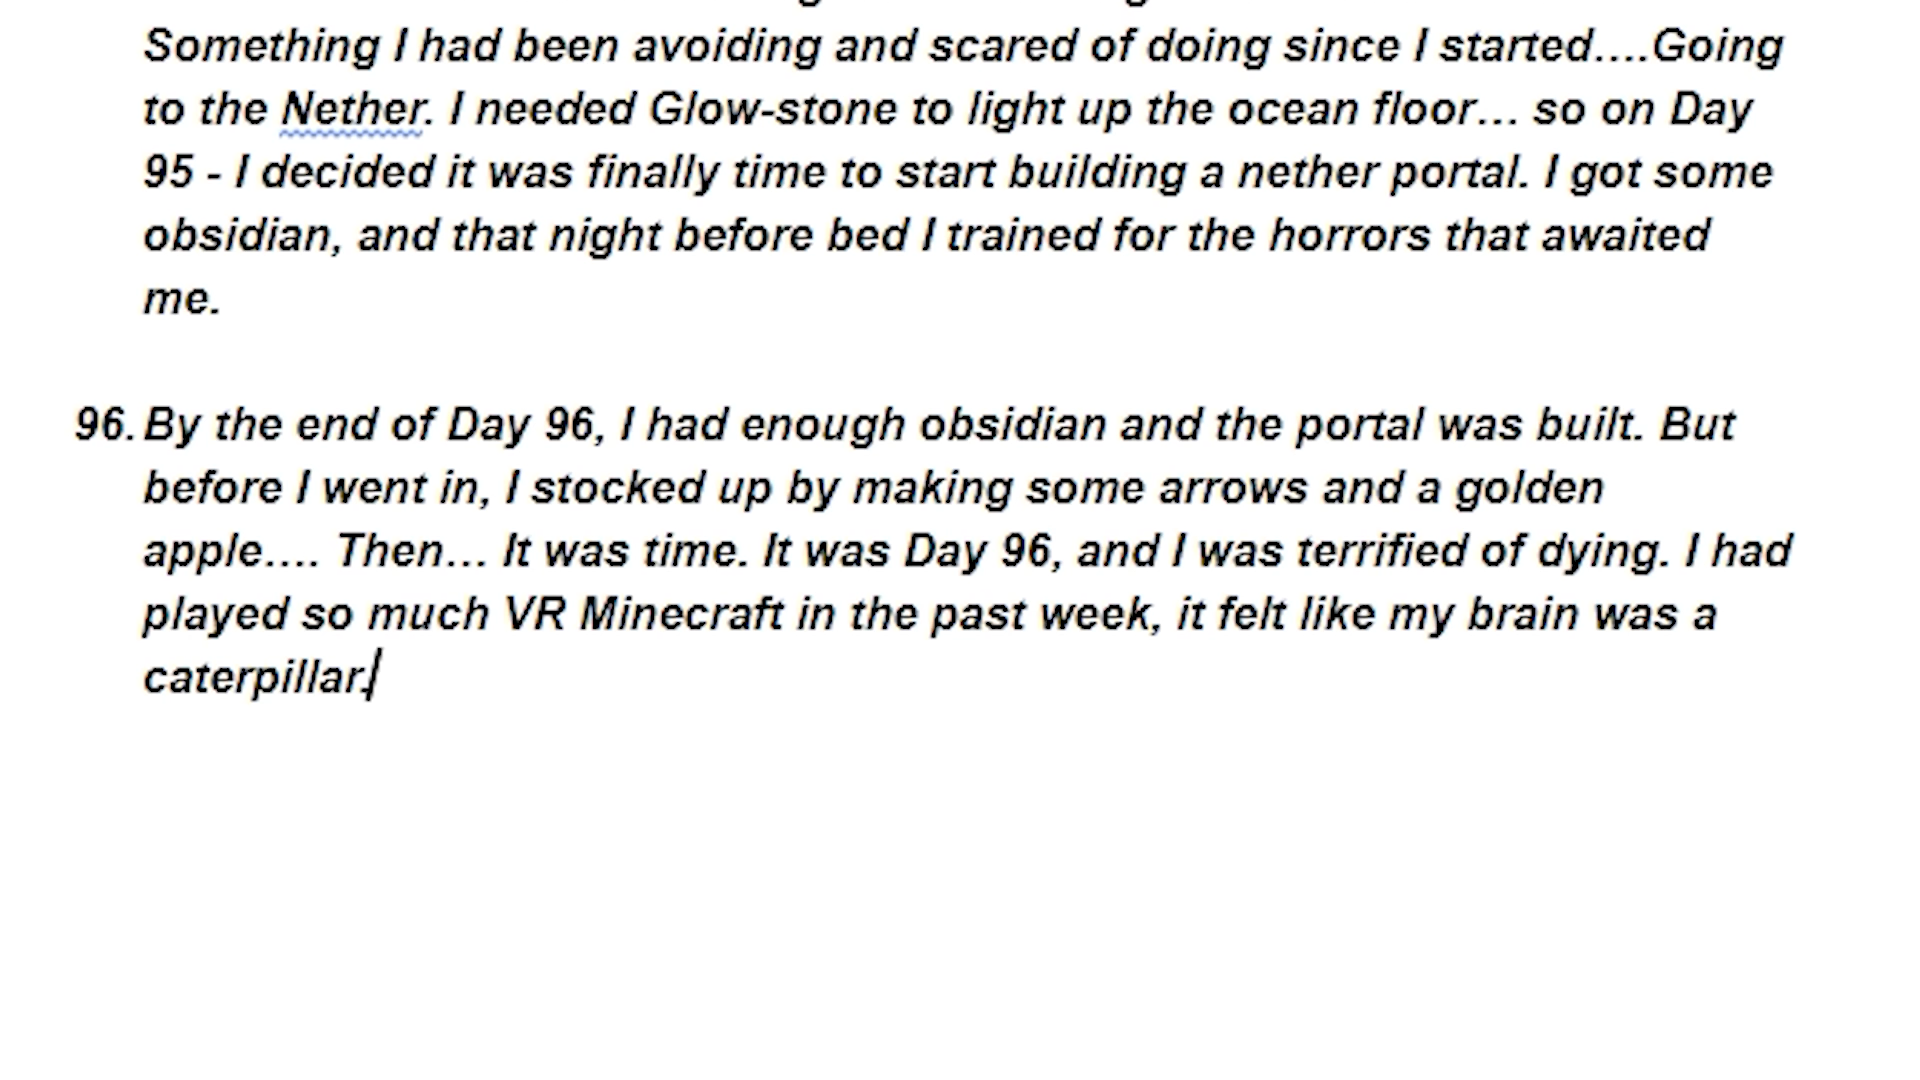 Something I had been avoiding and scared of doing since I started....Going
to the Nether. I needed Glow-stone to light up the ocean floor... so on Day
95 - I decided it was finally time to start building a nether portal. I got some
obsidian, and that night before bed I trained for the horrors that awaited
me.
96. By the end of Day 96, I had enough obsidian and the portal was built. But
before I went in, I stocked up by making some arrows and a golden
apple.... Then... It was time. It was Day 96, and I was terrified of dying. I had
played so much VR Minecraft in the past week, it felt like my brain was a
caterpillar.